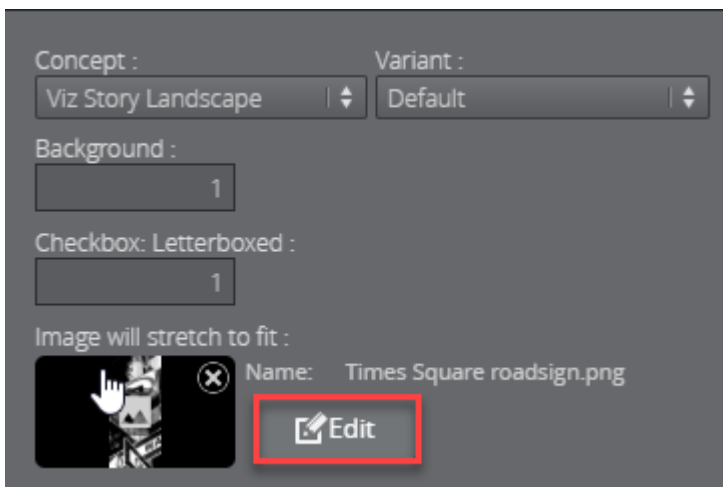 Concept :
Variant :
Viz Story Landscape
Default
Background :
1
Checkbox: Letterboxed :
1
Image will stretch to fit :
Name: Times Square roadsign.png
Edit